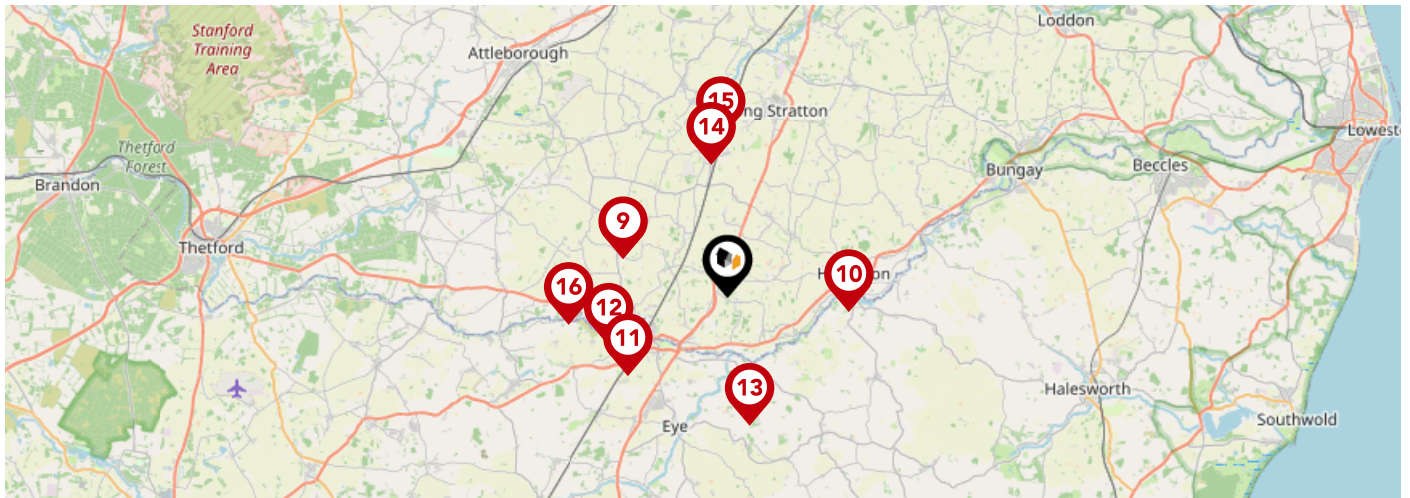 Loddon
Stanford
Training
Area
Attleborough
15
ng Stratton
14
Lowest
Thetford
Forest
Beccles
Bungay
Brandon
9
Thetford
10
16
12
11
13
Halesworth
Southwold
Eye